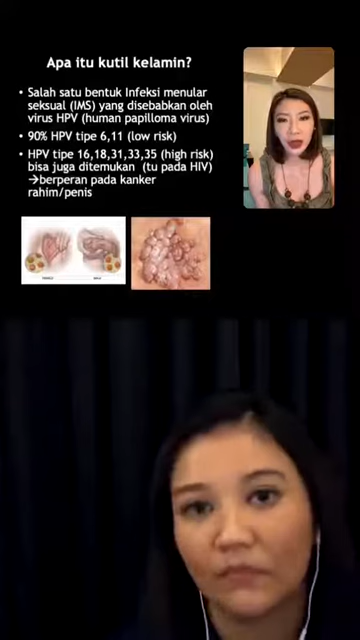 Apa itu kutil kelamin?
• Salah satu bentuk Infeksi menular
seksual (IMS) yang disebabkan oleh
virus HPV (human papilloma virus)
• 90% HPV tipe 6,11 (low risk)
• HPV tipe 16,18,31,33,35 (high risk)
bisa juga ditemukan (tu pada HIV)
→berperan pada kanker
rahim/penis